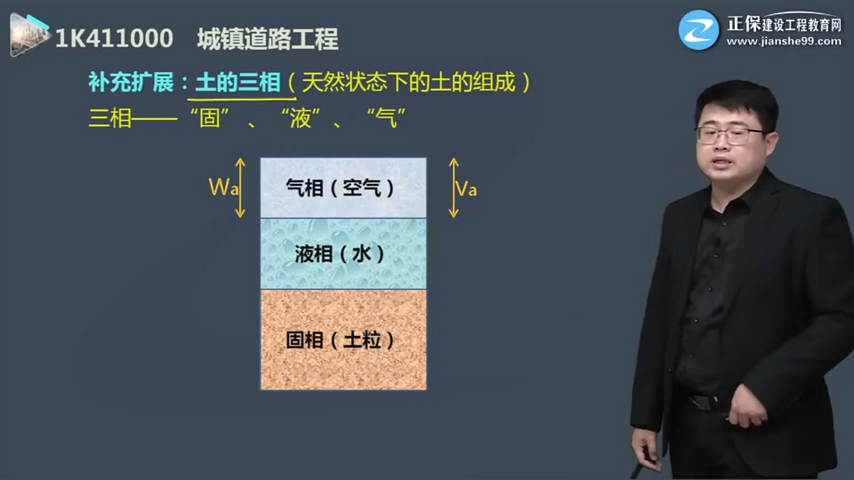 1K411000 城镇道路工程
正保建设工程教育网
www.jianshe99.com
补充扩展：土的三相（天然状态下的土的组成）
三相——“固”、“液”、“气”
Wa
气相（空气）
Va
液相（水）
固相（土粒）